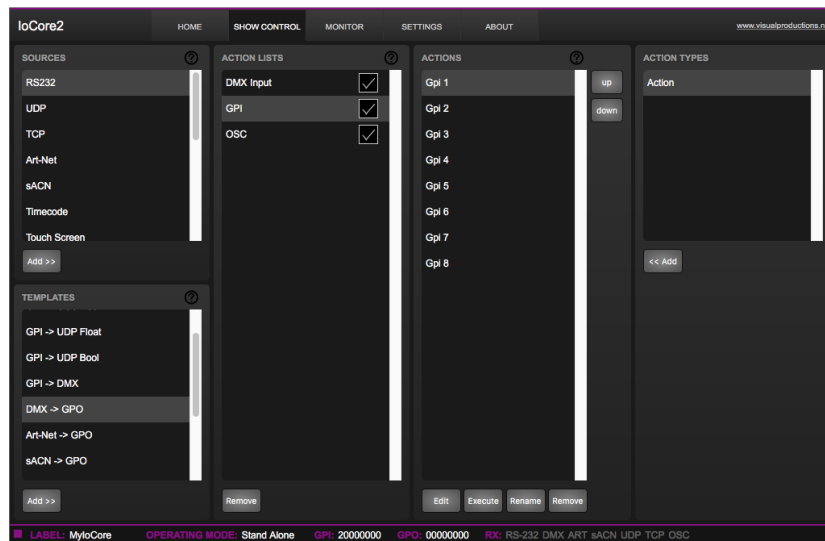 IoCore2
HOME
SHOW CONTROL
MONITOR
SETTINGS
ABOUT
www.visualproductions.n
SOURCES
?
RS232
UDP
TCP
Art-Net
sACN
Timecode
Touch Screen
Add >>
TEMPLATES
?
GPI -> UDP Float
GPI -> UDP Bool
GPI -> DMX
DMX -> GPO
Art-Net -> GPO
sACN -> GPO
Add >>
ACTION LISTS
?
DMX Input
GPI
OSC
Remove
ACTIONS
?
Gpi 1
Gpi 2
Gpi 3
Gpi 4
Gpi 5
Gpi 6
Gpi 7
Gpi 8
up
down
Edit
Execute
Rename
Remove
ACTION TYPES
Action
<< Add
LABEL: MyIoCore
OPERATING MODE: Stand Alone
GPI: 20000000
GPO: 00000000
RX: RS-232 DMX ART sACN UDP TCP OSC